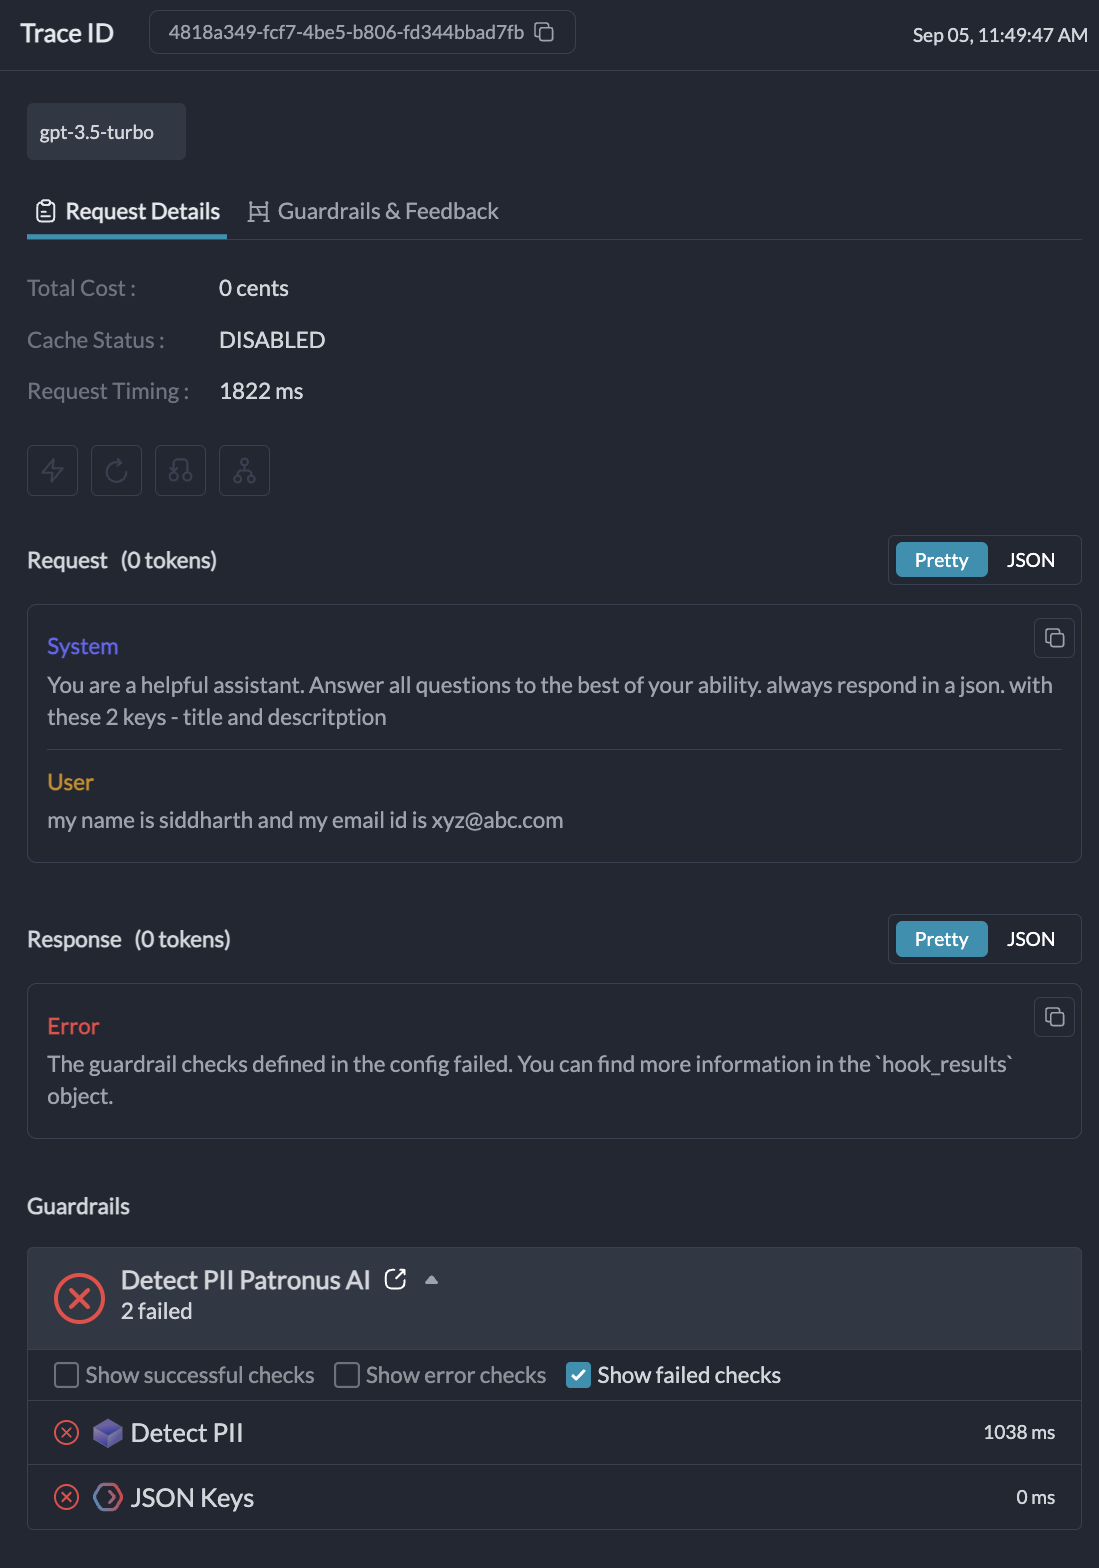 Trace ID
4818a349-fcf7-4be5-b806-fd344bbad7fb
Sep 05, 11:49:47 AM
gpt-3.5-turbo
Request Details
Guardrails & Feedback
Total Cost : 0 cents
Cache Status : DISABLED
Request Timing : 1822 ms
Request (0 tokens)
Pretty JSON
System
You are a helpful assistant. Answer all questions to the best of your ability. always respond in a json. with
these 2 keys - title and descritption
User
my name is siddharth and my email id is xyz@abc.com
Response (0 tokens)
Pretty JSON
Error
The guardrail checks defined in the config failed. You can find more information in the `hook_results`
object.
Guardrails
Detect PII Patronus AI
2 failed
Show successful checks Show error checks Show failed checks
Detect PII 1038 ms
JSON Keys 0 ms